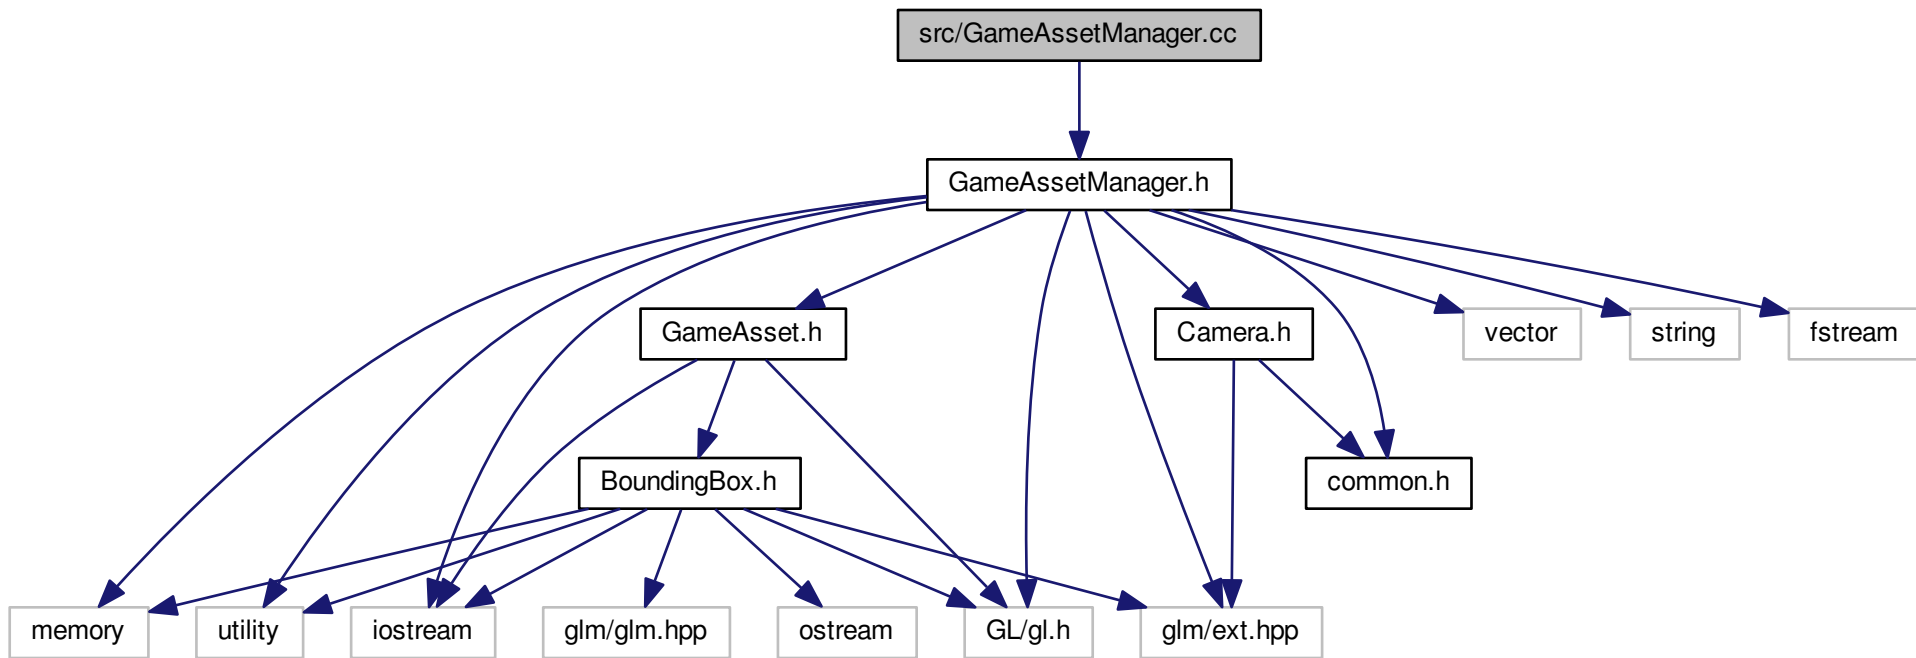 src/GameAssetManager.cc
GameAssetManager.h
GameAsset.h
Camera.h
vector
string
fstream
BoundingBox.h
common.h
memory
utility
iostream
glm/glm.hpp
ostream
GL/gl.h
glm/ext.hpp